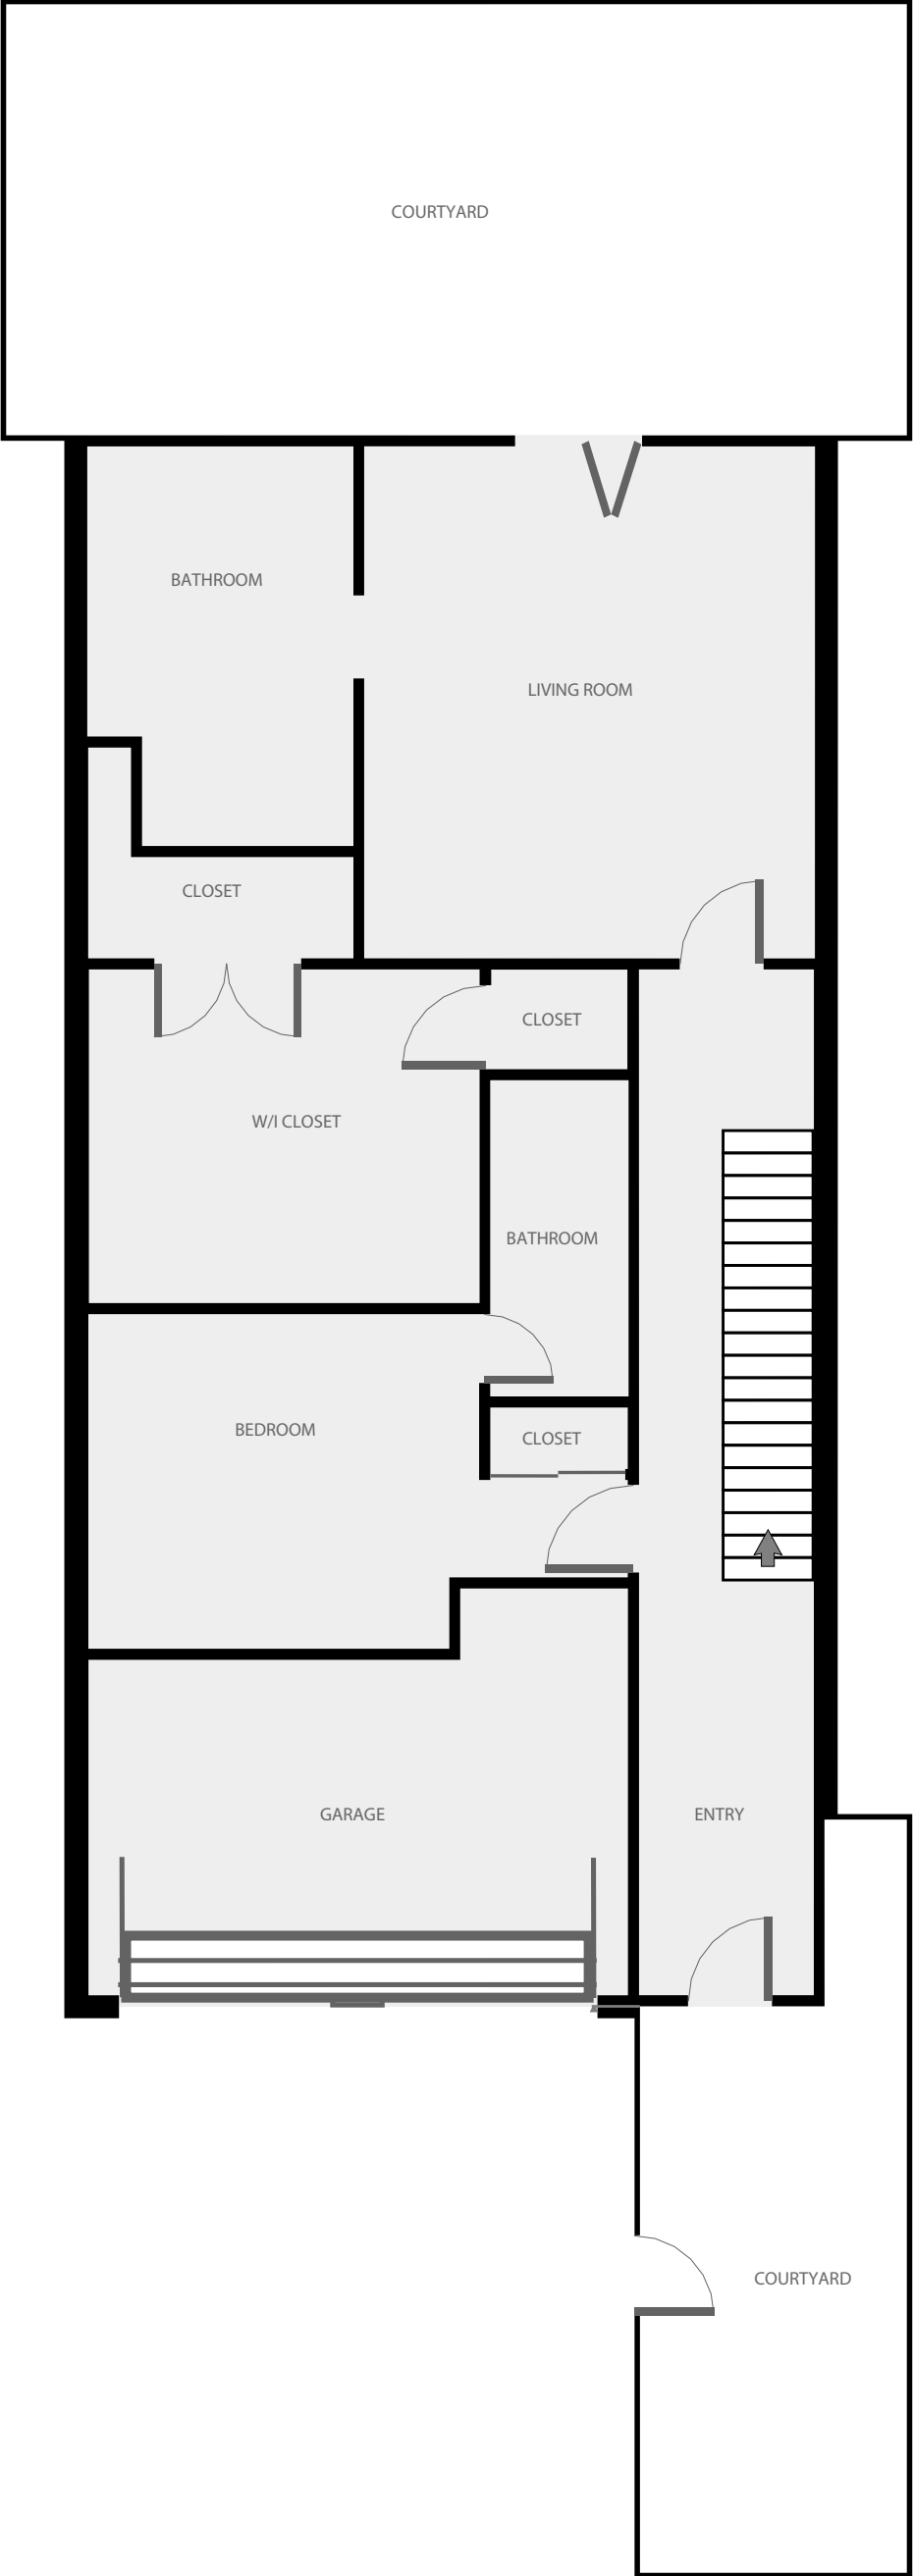 COURTYARD
BATHROOM
LIVING ROOM
CLOSET
CLOSET
W/I CLOSET
BATHROOM
BEDROOM
CLOSET
GARAGE
ENTRY
COURTYARD